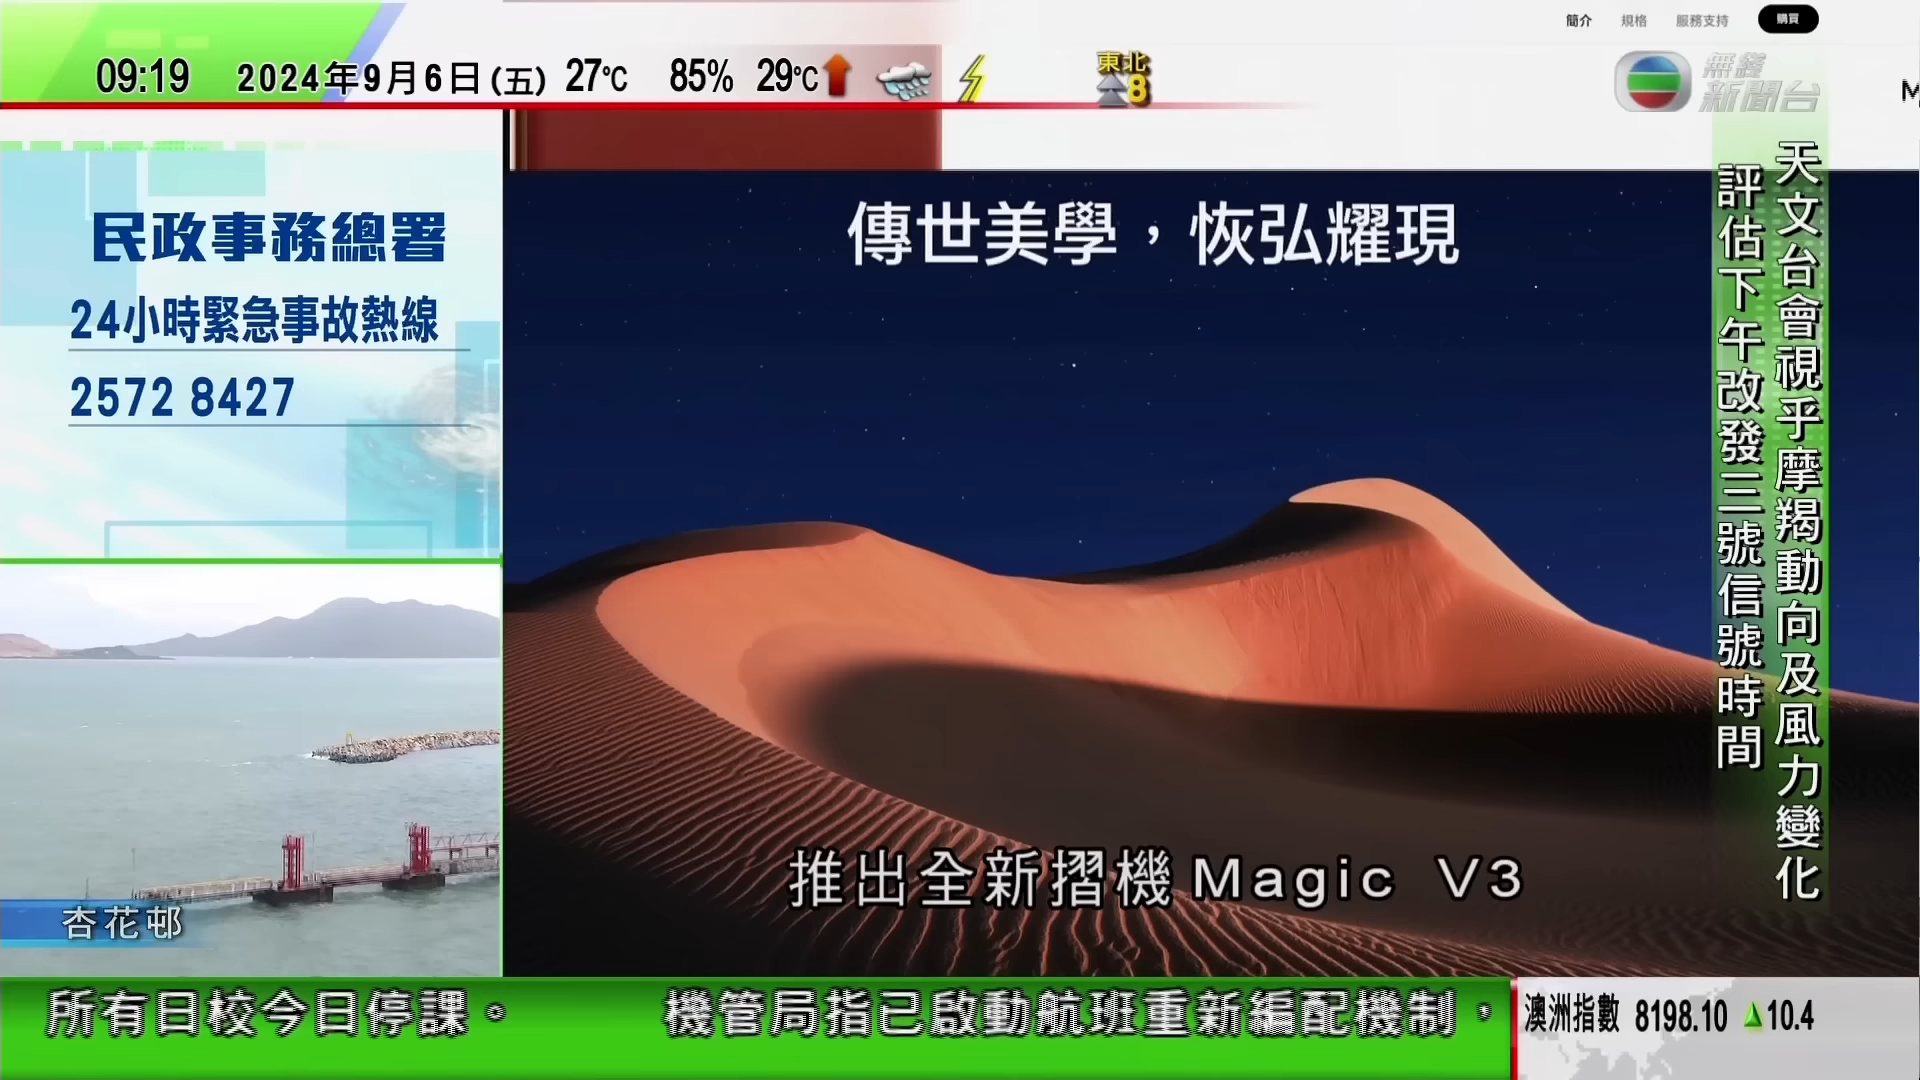 簡介 規格 服務支持 購買
09:19 2024年9月6日(五) 27℃ 85% 29℃ 東北 8
無綫新聞台
天文台會視乎摩羯動向及風力變化
評估下午改發三號信號時間
民政事務總署
24小時緊急事故熱線
2572 8427
傳世美學，恢弘耀現
推出全新摺機Magic V3
杏花邨
所有日校今日停課。 機管局指已啟動航班重新編配機制，
澳洲指數 8198.10 ▲10.4